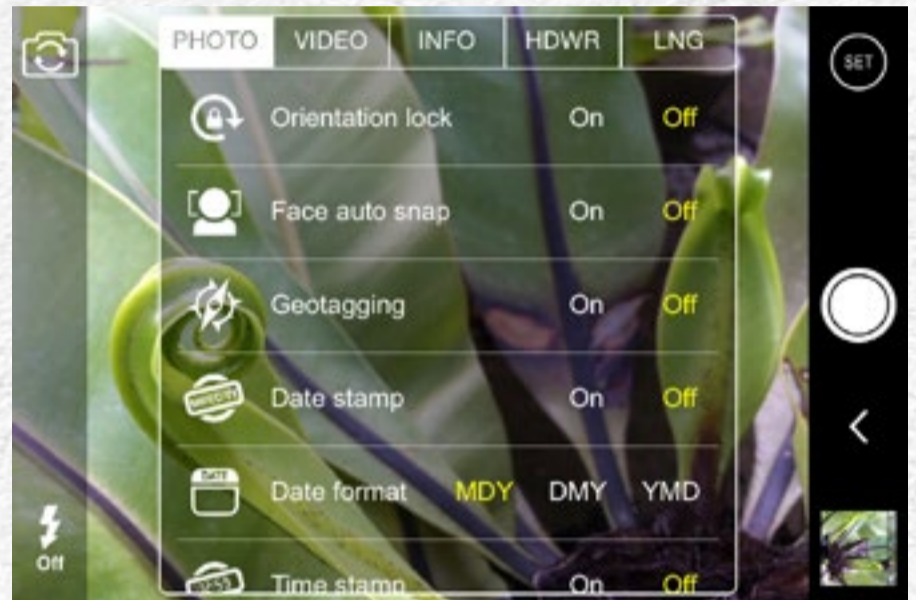 PHOTO VIDEO INFO HDWR LNG
SET
Orientation lock On Off
Face auto snap On Off
Geotagging On Off
Date stamp On Off
DATE
Date format MDY DMY YMD
Off
Time stamp On Off